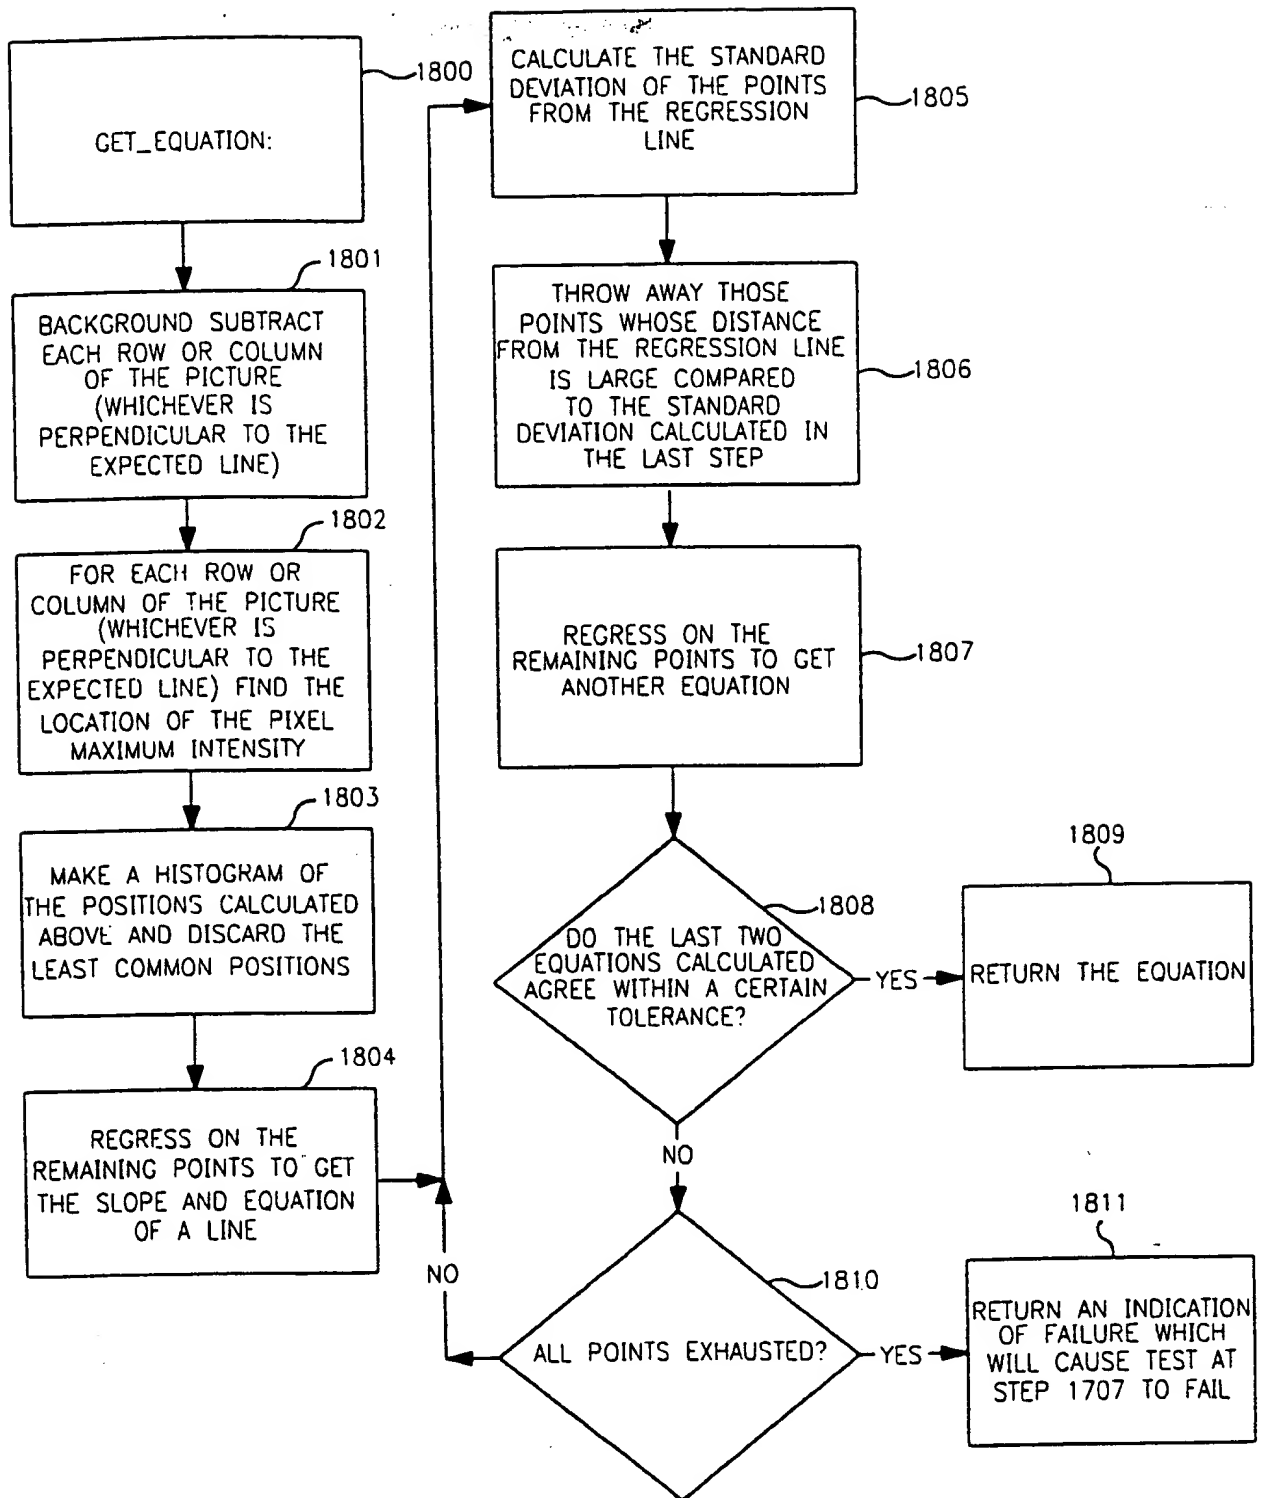 1800
GET_EQUATION:
1801
BACKGROUND SUBTRACT
EACH ROW OR COLUMN
OF THE PICTURE
(WHICHEVER IS
PERPENDICULAR TO THE
EXPECTED LINE)
1802
FOR EACH ROW OR
COLUMN OF THE PICTURE
(WHICHEVER IS
PERPENDICULAR TO THE
EXPECTED LINE) FIND THE
LOCATION OF THE PIXEL
MAXIMUM INTENSITY
1803
MAKE A HISTOGRAM OF
THE POSITIONS CALCULATED
ABOVE AND DISCARD THE
LEAST COMMON POSITIONS
1804
REGRESS ON THE
REMAINING POINTS TO GET
THE SLOPE AND EQUATION
OF A LINE
CALCULATE THE STANDARD
DEVIATION OF THE POINTS
FROM THE REGRESSION
LINE
1805
THROW AWAY THOSE
POINTS WHOSE DISTANCE
FROM THE REGRESSION LINE
IS LARGE COMPARED
TO THE STANDARD
DEVIATION CALCULATED IN
THE LAST STEP
1806
REGRESS ON THE
REMAINING POINTS TO GET
ANOTHER EQUATION
1807
1808
DO THE LAST TWO
EQUATIONS CALCULATED
AGREE WITHIN A CERTAIN
TOLERANCE?
YES
1809
RETURN THE EQUATION
NO
1810
ALL POINTS EXHAUSTED?
NO
YES
1811
RETURN AN INDICATION
OF FAILURE WHICH
WILL CAUSE TEST AT
STEP 1707 TO FAIL